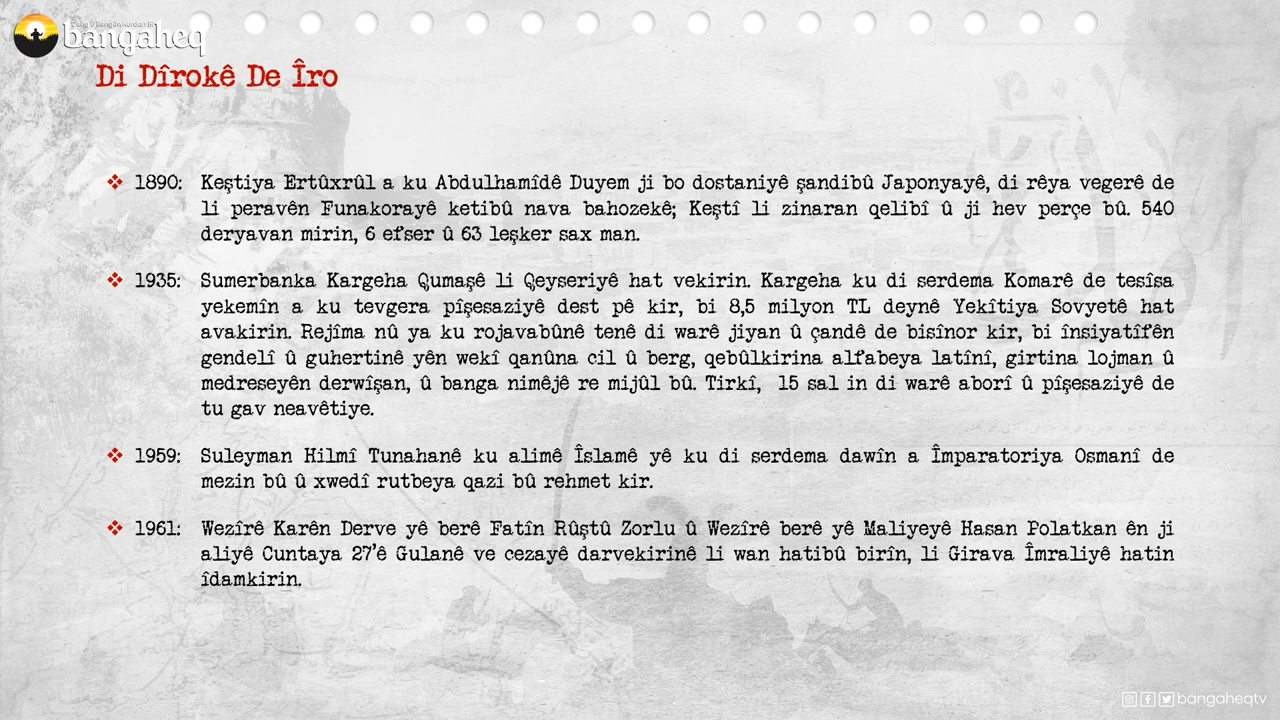 bangaheq
Di Dîrokê De Îro
❖ 1890: Keştiya Ertûxrûl a ku Abdulhamîdê Duyem ji bo dostaniyê şandibû Japonyayê, di rêya vegerê de
li peravên Funakorayê ketibû nava bahozekê; Keştî li zinaran qelibî û ji hev perçe bû. 540
deryavan mirin, 6 efser û 63 leşker sax man.
❖ 1935: Sumerbanka Kargeha Qumaşê li Qeyseriyê hat vekirin. Kargeha ku di serdema Komarê de tesîsa
yekemîn a ku tevgera pîşesaziyê dest pê kir, bi 8,5 milyon TL deynê Yekîtiya Sovyetê hat
avakirin. Rejîma nû ya ku rojavabûnê tenê di warê jiyan û çandê de bisînor kir, bi însiyatîfên
gendelî û guhertinê yên wekî qanûna cil û berg, qebûlkirina alfabeya latînî, girtina lojman û
medreseyên derwîşan, û banga nimêjê re mijûl bû. Tirkî, 15 sal in di warê aborî û pîşesaziyê de
tu gav neavêtiye.
❖ 1959: Suleyman Hilmî Tunahanê ku alimê Îslamê yê ku di serdema dawîn a Împaratoriya Osmanî de
mezin bû û xwedî rutbeya qazi bû rehmet kir.
❖ 1961: Wezîrê Karên Derve yê berê Fatîn Rûştû Zorlu û Wezîrê berê yê Maliyeyê Hasan Polatkan ên ji
aliyê Cuntaya 27'ê Gulanê ve cezayê darvekirinê li wan hatibû birîn, li Girava Îmraliyê hatin
îdamkirin.
bangaheqtv